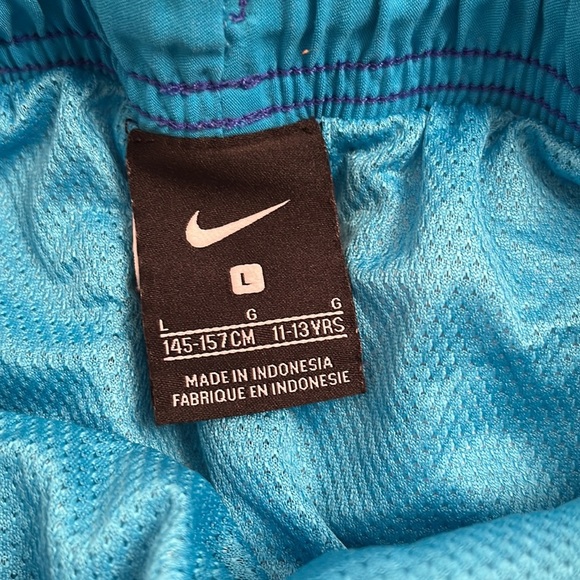 L
L G G
145-157CM 11-13YRS
MADE IN INDONESIA
FABRIQUE EN INDONESIE